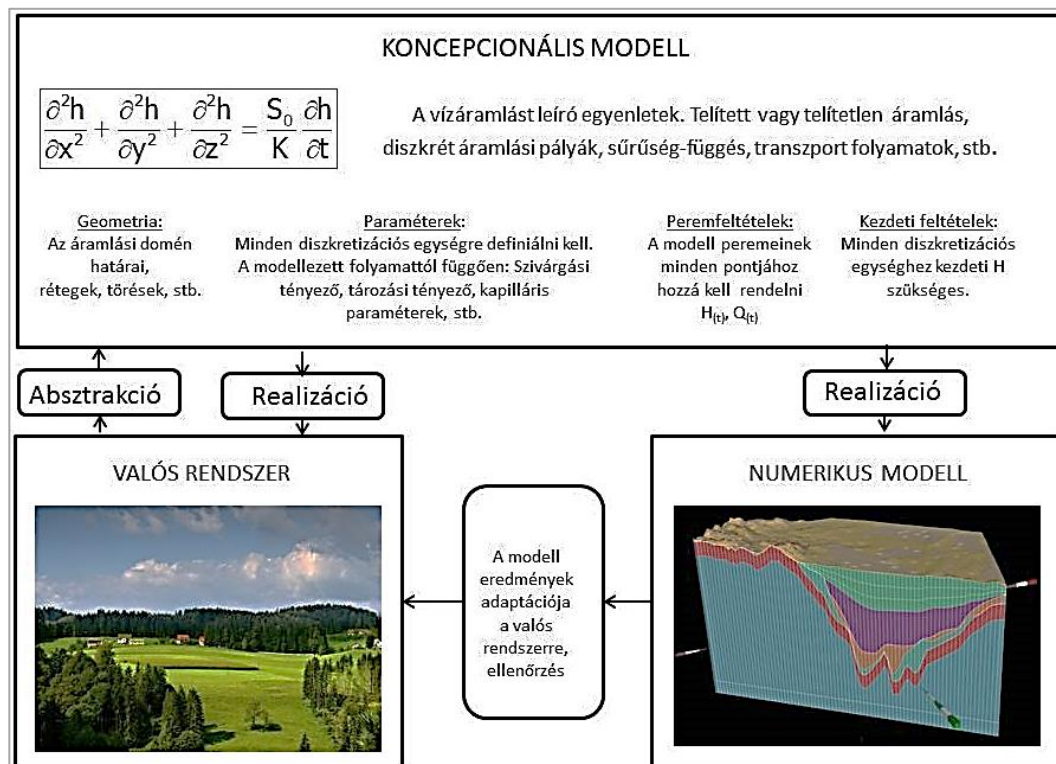 KONCEPCIONÁLIS MODELL
∂²h/∂x² + ∂²h/∂y² + ∂²h/∂z² = S₀/K ∂h/∂t
A vízáramlást leíró egyenletek. Telített vagy telítetlen áramlás,
diszkrét áramlási pályák, sűrűség-függés, transzport folyamatok, stb.
Geometria:
Az áramlási domén
határai,
rétegek, törések, stb.
Paraméterek:
Minden diszkretizációs egységre definiálni kell.
A modellezett folyamattól függően: Szivárgási
tényező, tározási tényező, kapilláris
paraméterek, stb.
Peremfeltételek:
A modell peremeinek
minden pontjához
hozzá kell rendelni
H(t), Q(t)
Kezdeti feltételek:
Minden diszkretizációs
egységhez kezdeti H
szükséges.
Absztrakció
Realizáció
Realizáció
VALÓS RENDSZER
A modell
eredmények
adaptációja
a valós
rendszerre,
ellenőrzés
NUMERIKUS MODELL